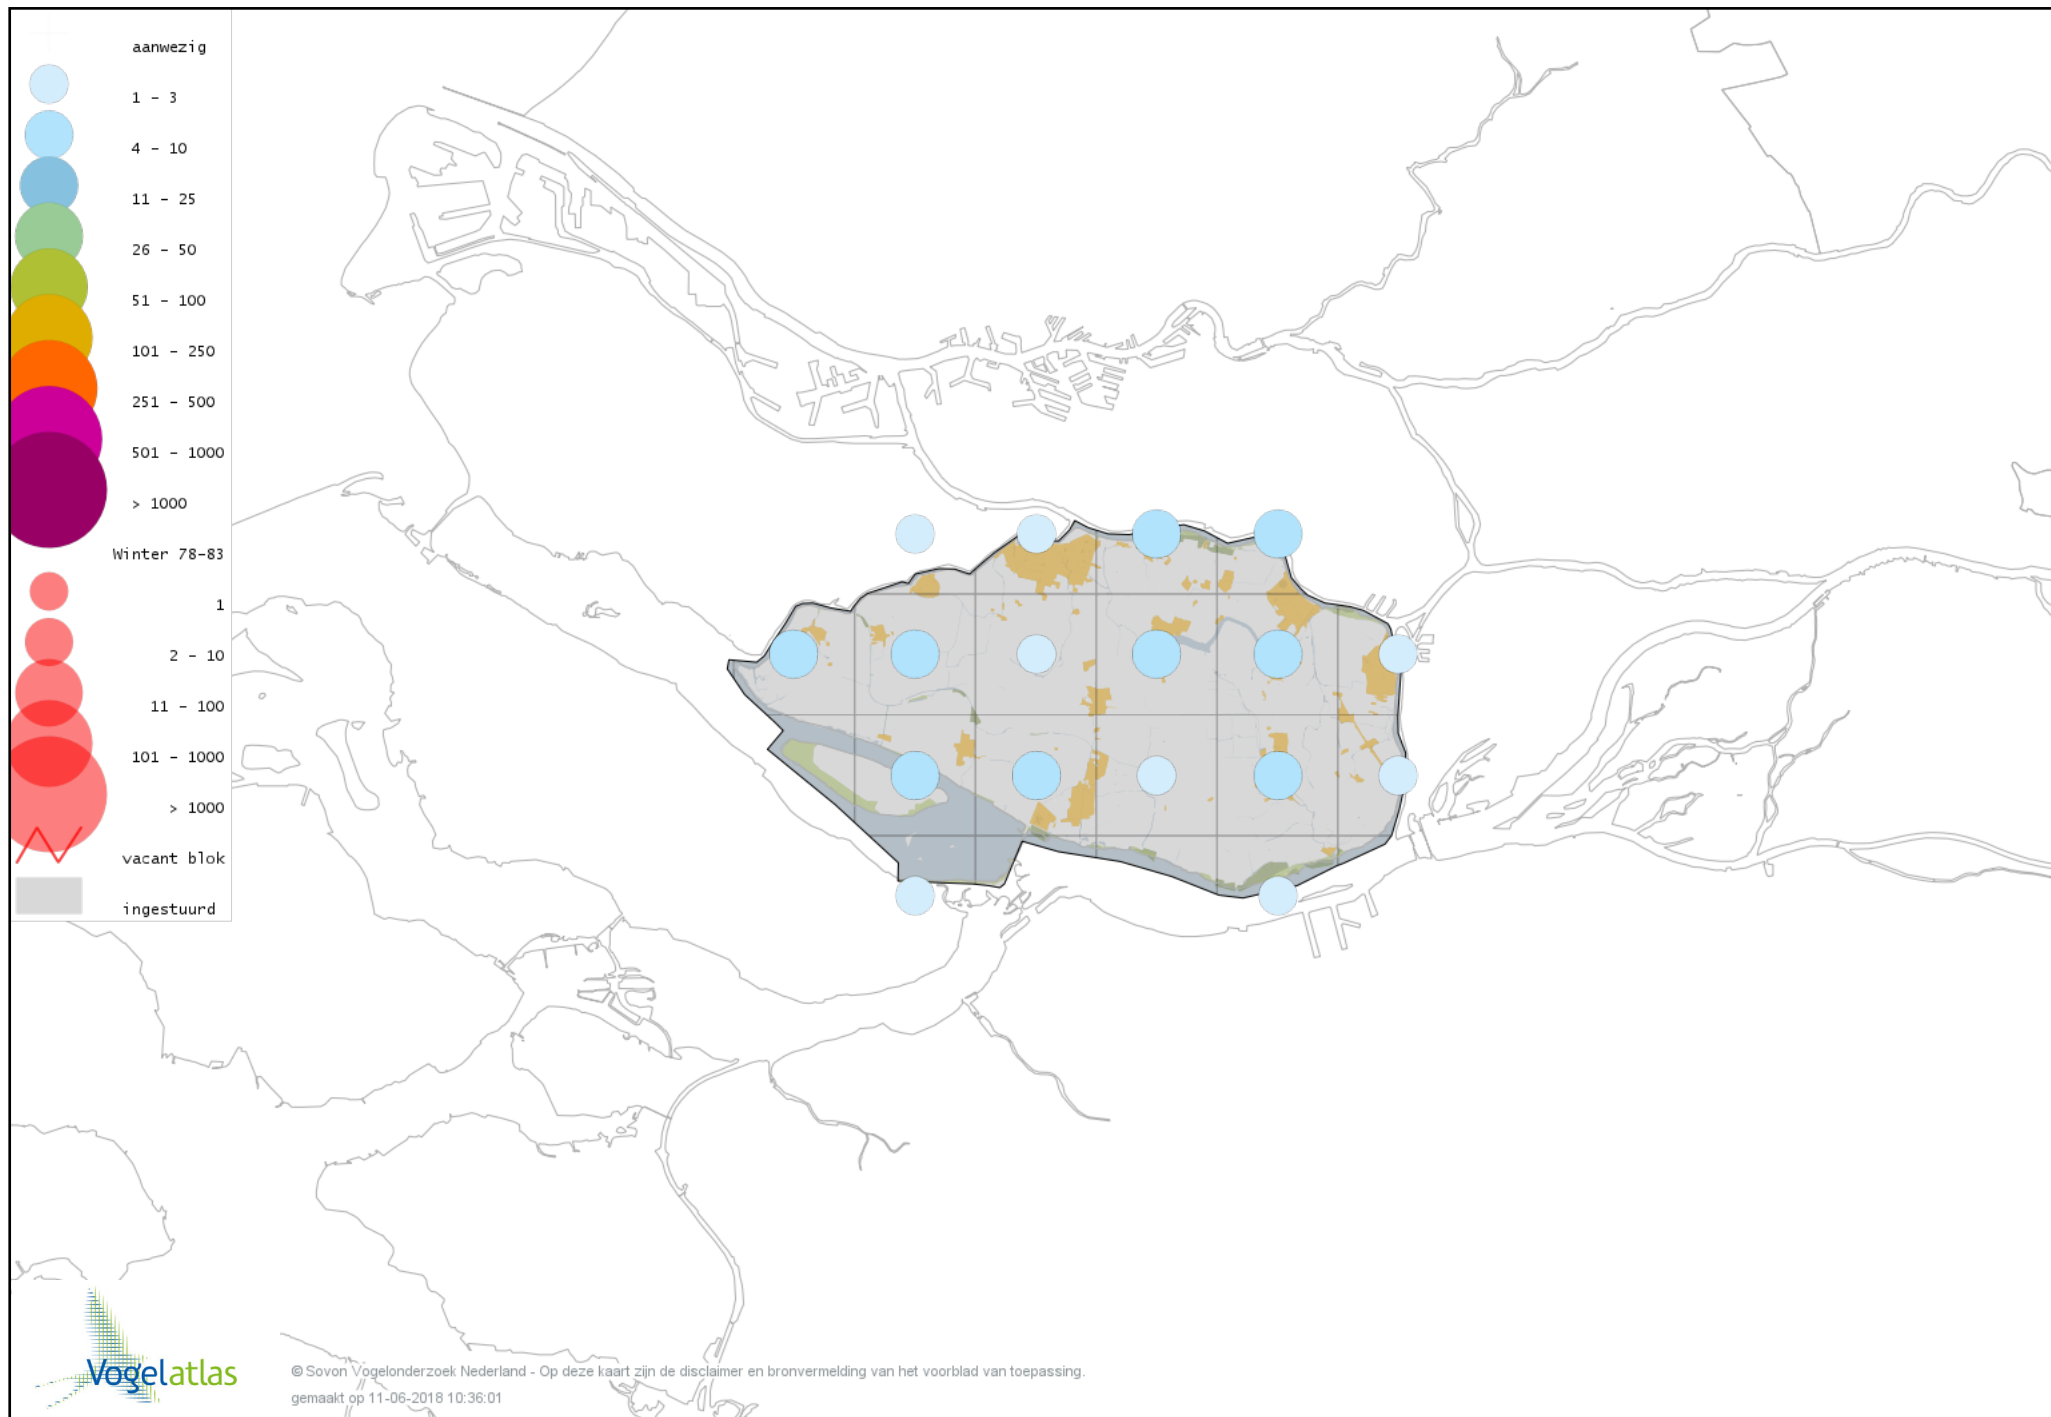 aanwezig
1 - 3
4 - 10
11 - 25
26 - 50
51 - 100
101 - 250
251 - 500
501 - 1000
> 1000
Winter 78-83
1
2 - 10
11 - 100
101 - 1000
> 1000
vacant blok
ingestuurd
Vogelatlas
© Sovon Vogelonderzoek Nederland - Op deze kaart zijn de disclaimer en bronvermelding van het voorblad van toepassing.
gemaakt op 11-06-2018 10:36:01